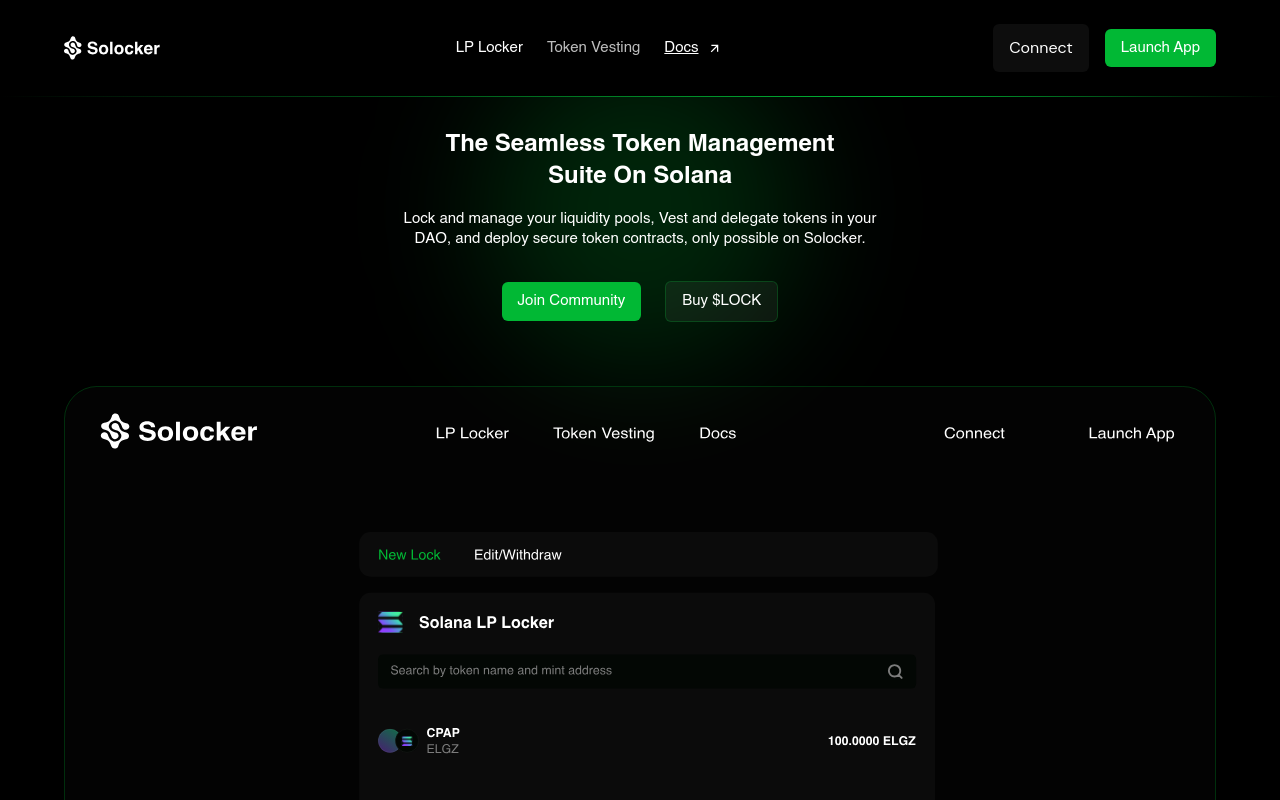 Solocker
LP Locker
Token Vesting
Docs
Connect
Launch App
The Seamless Token Management
Suite On Solana
Lock and manage your liquidity pools, Vest and delegate tokens in your
DAO, and deploy secure token contracts, only possible on Solocker.
Join Community
Buy $LOCK
Solocker
LP Locker
Token Vesting
Docs
Connect
Launch App
New Lock
Edit/Withdraw
Solana LP Locker
Search by token name and mint address
CPAP
ELGZ
100.0000 ELGZ